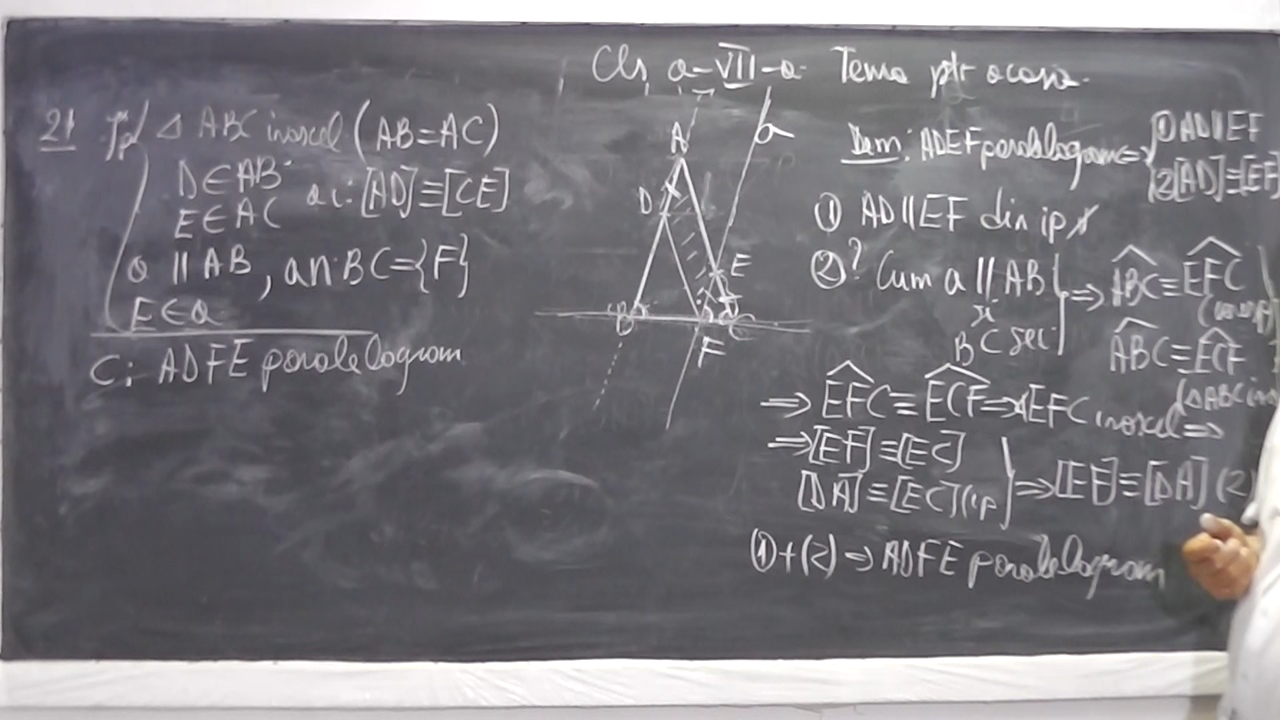 Cls a-VII-a Tema ptr acasa
21 Ip/ △ ABC isoscel (AB=AC)
D∈AB
E∈AC
a.î: [AD]≡[CE]
a ∥ AB, a∩BC={F}
E∈a
C: ADFE paralelogram
A
a
D
E
B
C
F
Dem: ADEF paralelogram ⇒
① AD∥EF
2 [AD]≡[EF]
① AD∥EF din ip
②? Cum a ∥ AB
și
BC sec
⇒ ABC≡EFC
ABC≡ECF
(△ABC
⇒ EFC≡ECF ⇒ EFC isoscel ⇒
⇒ [EF]≡[EC]
[DA]≡[EC] (ip)
⇒ [EF]≡[DA] (2)
①+(2) ⇒ ADFE paralelogram